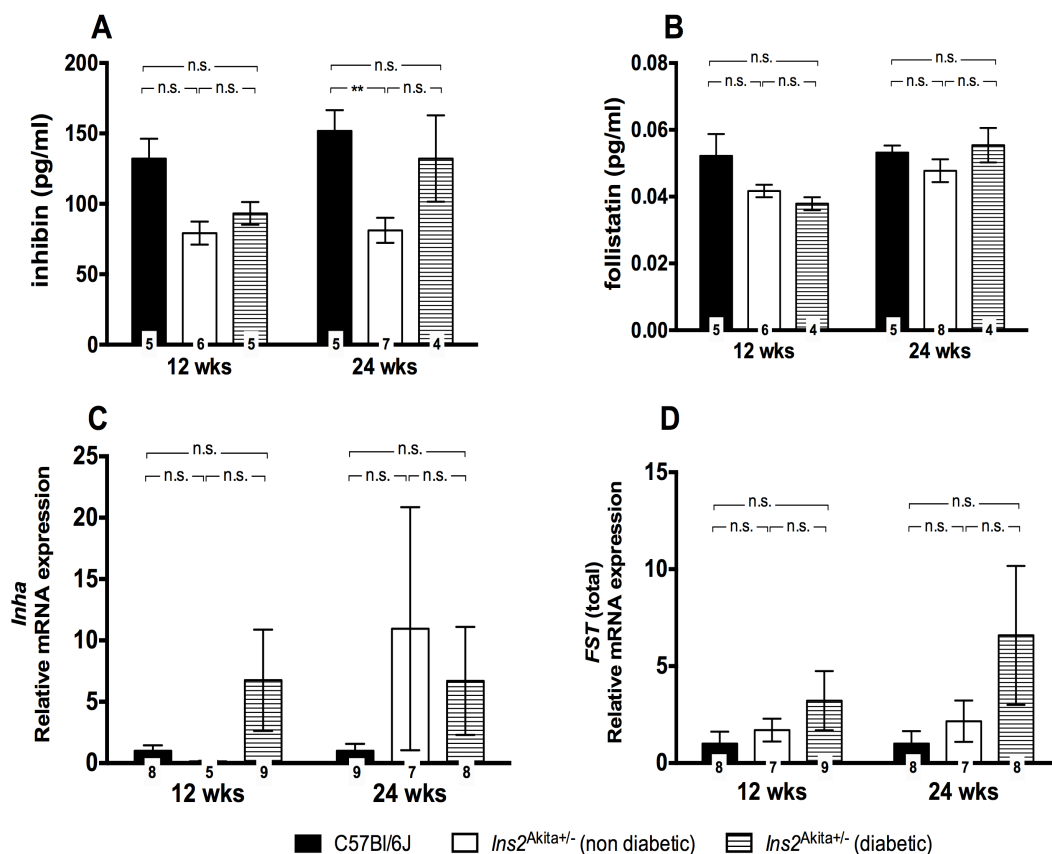 A
inhibin (pg/ml)
200
150
100
50
0
n.s.
n.s.
n.s.
n.s.
**
n.s.
5
6
5
5
7
4
12 wks
24 wks
B
follistatin (pg/ml)
0.08
0.06
0.04
0.02
0.00
n.s.
n.s.
n.s.
n.s.
n.s.
n.s.
5
6
4
5
8
4
12 wks
24 wks
C
Inha
Relative mRNA expression
25
20
15
10
5
0
n.s.
n.s.
n.s.
n.s.
n.s.
n.s.
8
5
9
9
7
8
12 wks
24 wks
D
FST (total)
Relative mRNA expression
15
10
5
0
n.s.
n.s.
n.s.
n.s.
n.s.
n.s.
8
7
9
8
7
8
12 wks
24 wks
C57Bl/6J
Ins2Akita+/- (non diabetic)
Ins2Akita+/- (diabetic)